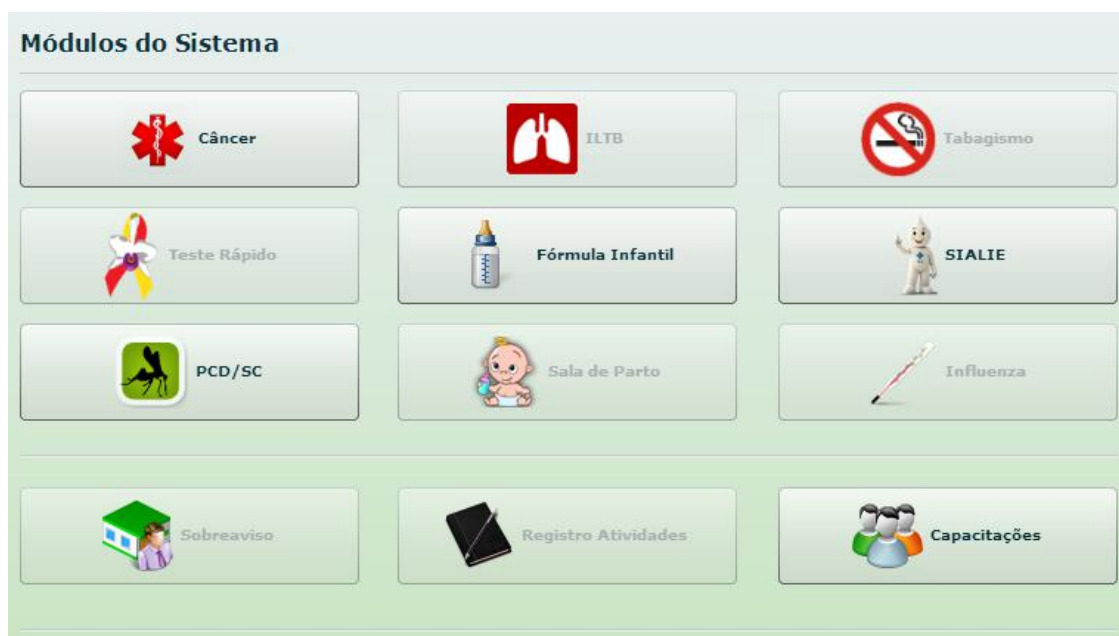 Módulos do Sistema
Câncer
ILTB
Tabagismo
Teste Rápido
Fórmula Infantil
SIALIE
PCD/SC
Sala de Parto
Influenza
Sobreaviso
Registro Atividades
Capacitações